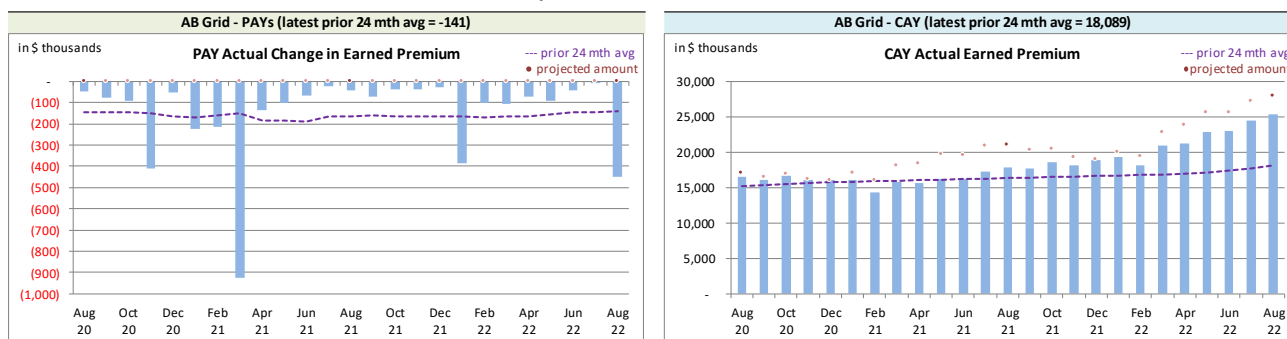 AB Grid - PAYs (latest prior 24 mth avg = -141)
in $ thousands
PAY Actual Change in Earned Premium
--- prior 24 mth avg
• projected amount
-
(100)
(200)
(300)
(400)
(500)
(600)
(700)
(800)
(900)
(1,000)
Aug Oct Dec Feb Apr Jun Aug Oct Dec Feb Apr Jun Aug
20 20 20 21 21 21 21 21 21 22 22 22 22
AB Grid - CAY (latest prior 24 mth avg = 18,089)
in $ thousands
CAY Actual Earned Premium
--- prior 24 mth avg
• projected amount
30,000
25,000
20,000
15,000
10,000
5,000
-
Aug Oct Dec Feb Apr Jun Aug Oct Dec Feb Apr Jun Aug
20 20 20 21 21 21 21 21 21 22 22 22 22